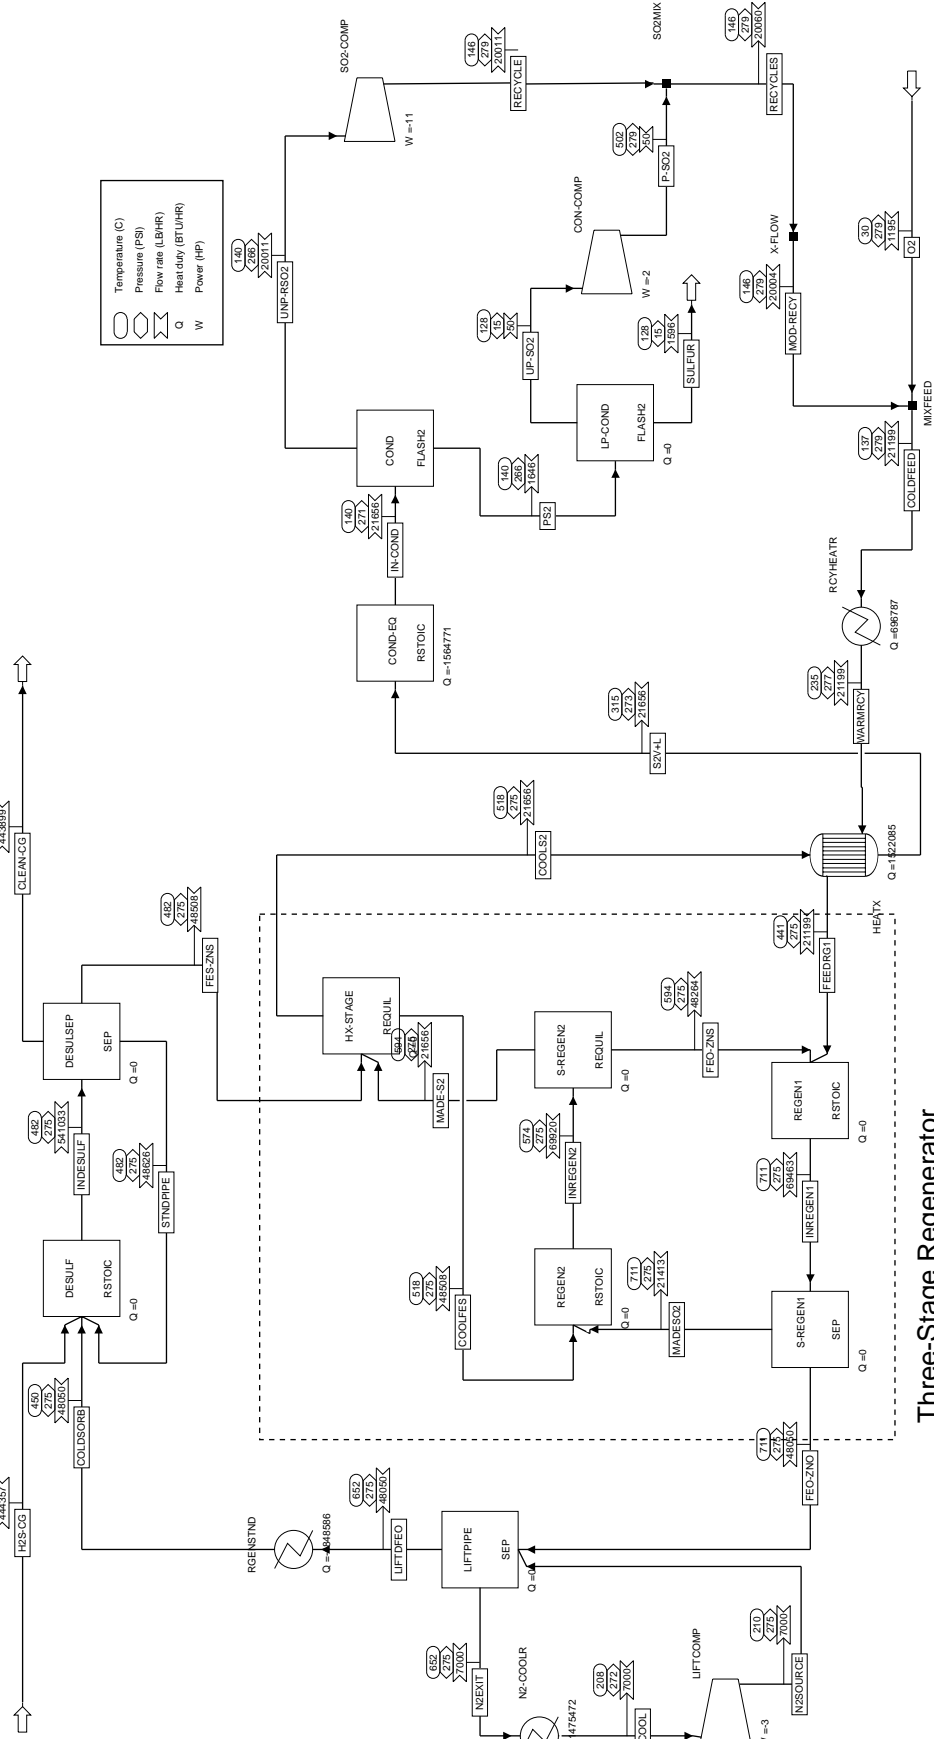 Temperature (C)
Pressure (PSI)
Flow rate (LB/HR)
Q Heat duty (BTU/HR)
W Power (HP)
H2S-CG
COLDSORB
450
275
48050
DESULF
RSTOIC
Q =0
INDESULF
482
275
541033
DESULSEP
SEP
Q =0
STNDPIPE
482
275
48626
CLEAN-CG
443899
FES-ZNS
482
275
48508
HX-STAGE
REQUIL
MADE-S2
594
275
21656
COOLS2
518
275
21656
COOLFES
518
275
48508
REGEN2
RSTOIC
Q =0
INREGEN2
574
275
69920
S-REGEN2
REQUIL
Q =0
FEO-ZNS
594
275
48264
REGEN1
RSTOIC
Q =0
INREGEN1
711
275
69463
S-REGEN1
SEP
Q =0
MADESO2
711
275
21413
FEO-ZNO
711
275
48050
FEEDRG1
441
275
21199
HEATX
Q =1522085
S2V+L
315
273
21656
COND-EQ
RSTOIC
Q =-1564771
IN-COND
140
271
21656
COND
FLASH2
UNP-RSO2
140
266
20011
SO2-COMP
W =-11
RECYCLE
146
279
20011
SO2MIX
PS2
140
266
1646
LP-COND
FLASH2
Q =0
UP-SO2
128
15
50
CON-COMP
W =-2
P-SO2
502
279
50
SULFUR
128
15
1596
RECYCLES
146
279
20060
X-FLOW
MOD-RECY
146
279
20004
O2
30
279
1195
MIXFEED
COLDFEED
137
279
21199
RCYHEATR
Q =696787
WARMRCY
235
277
21199
LIFTPIPE
SEP
Q =0
LIFTDFEO
652
275
48050
RGENSTND
N2EXIT
652
275
7000
N2-COOLR
1475472
COOL
208
272
7000
LIFTCOMP
N2SOURCE
210
275
7000
Three-Stage Regenerator